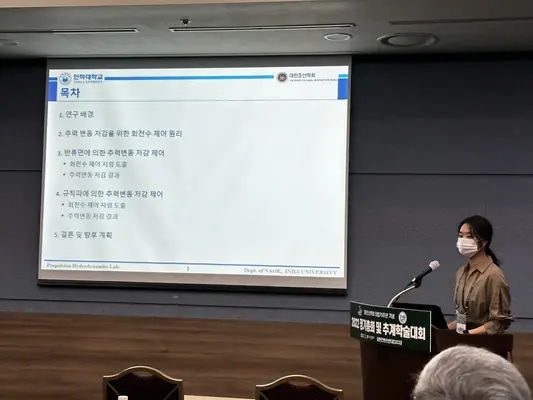 인하대학교
대한조선학회
목차
1. 연구 배경
2. 추력 변동 저감을 위한 회전수 제어 원리
3. 반류면에 의한 추력변동 저감 제어
• 회전수 제어 지령 도출
• 추력변동 저감 결과
4. 규칙파에 의한 추력변동 저감 제어
• 회전수 제어 지령 도출
• 추력변동 저감 결과
5. 결론 및 향후 계획
Propulsion Hydrodynamics Lab.
1
Dept. of NAOE, INHA UNIVERSITY
2022 정기총회 및 추계학술대회